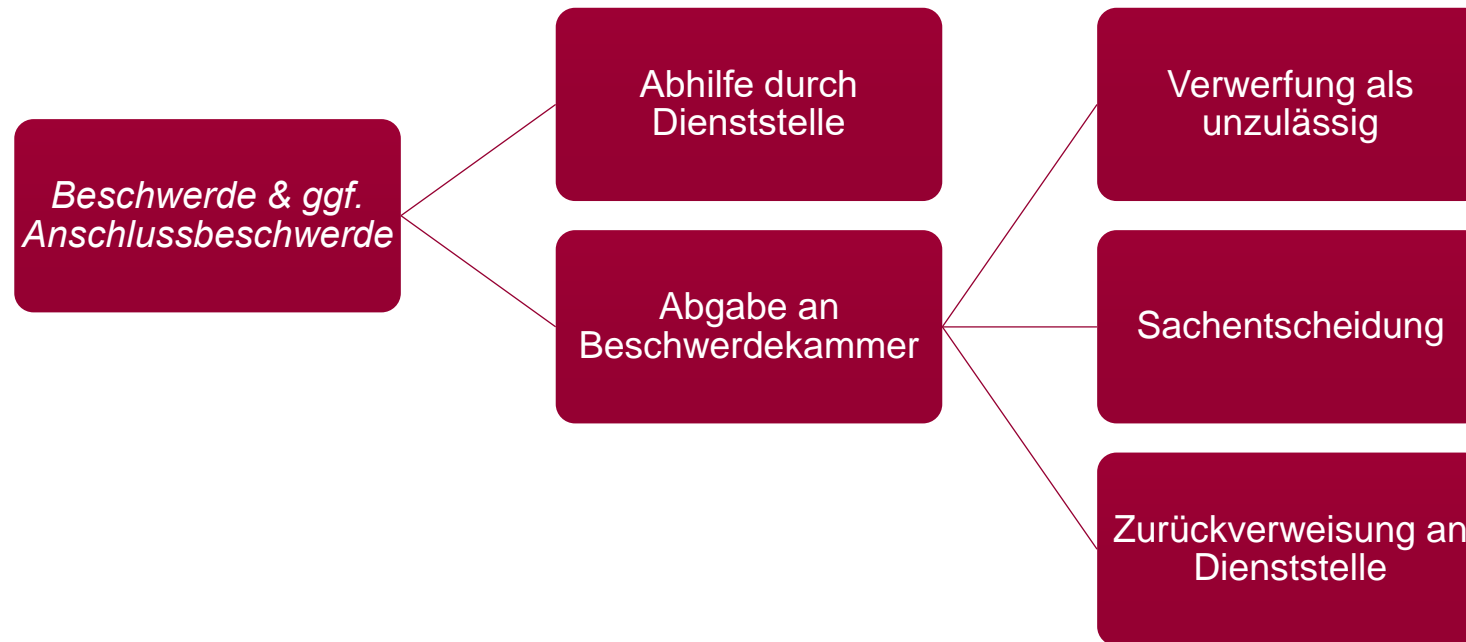 Beschwerde & ggf.
Anschlussbeschwerde
Abhilfe durch
Dienststelle
Abgabe an
Beschwerdekammer
Verwerfung als
unzulässig
Sachentscheidung
Zurückverweisung an
Dienststelle